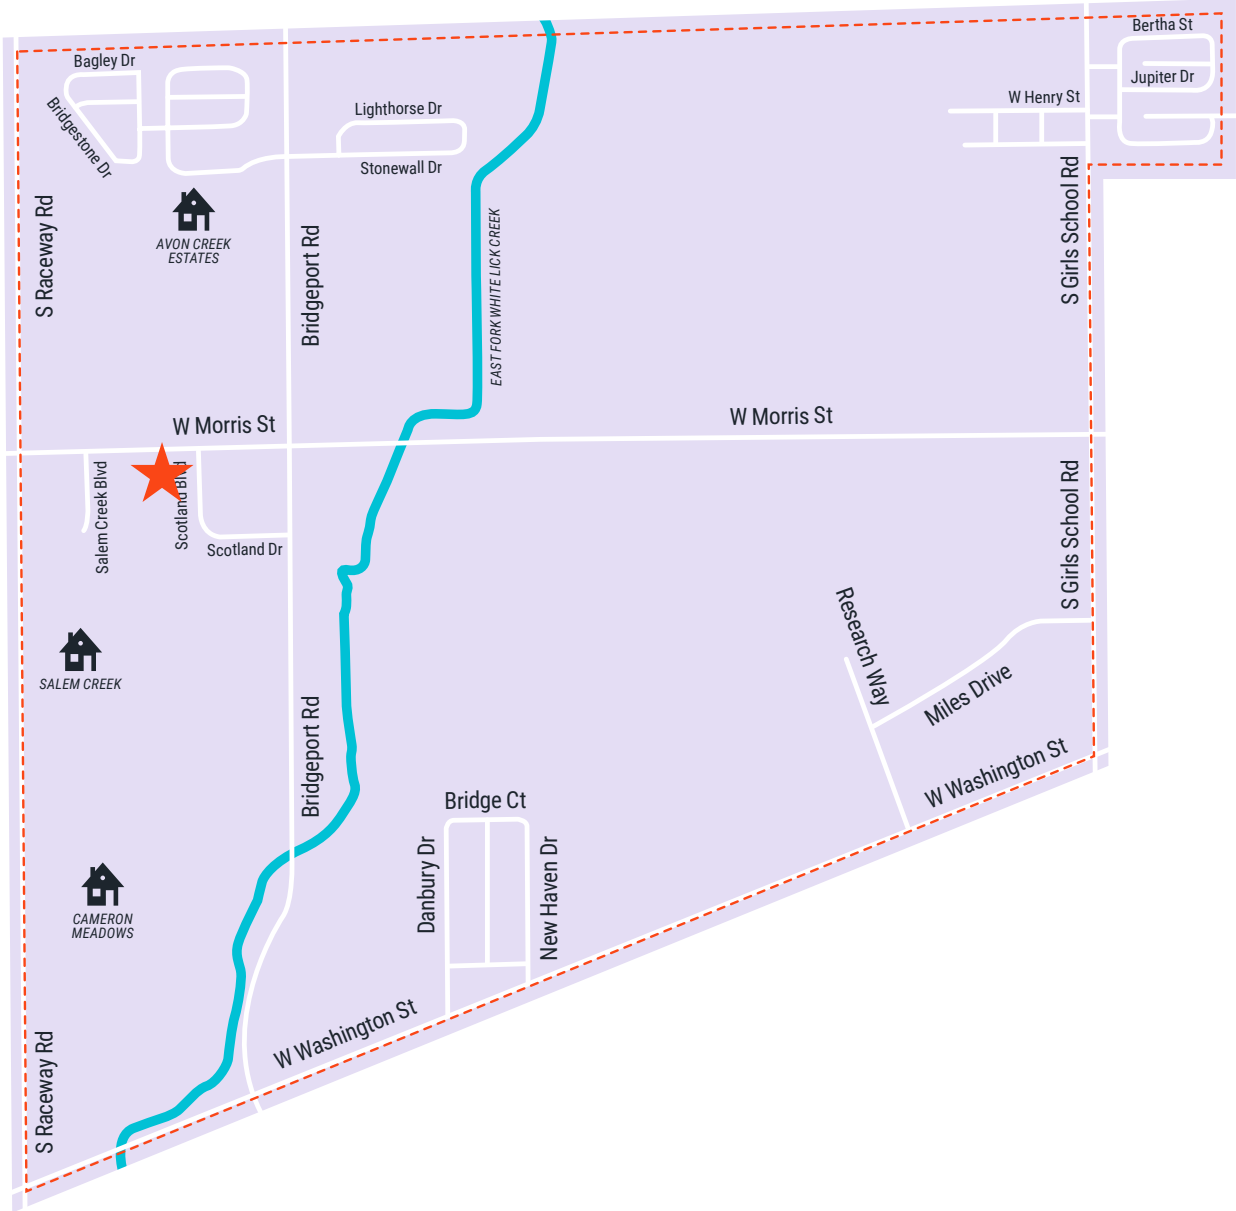 Bertha St
Bagley Dr
Jupiter Dr
W Henry St
Lighthorse Dr
Bridgestone Dr
Stonewall Dr
S Raceway Rd
AVON CREEK
ESTATES
Bridgeport Rd
EAST FORK WHITE LICK CREEK
S Girls School Rd
W Morris St
W Morris St
Salem Creek Blvd
Scotland Blvd
Scotland Dr
S Girls School Rd
SALEM CREEK
Research Way
Miles Drive
Bridgeport Rd
W Washington St
Bridge Ct
Danbury Dr
New Haven Dr
CAMERON
MEADOWS
W Washington St
S Raceway Rd